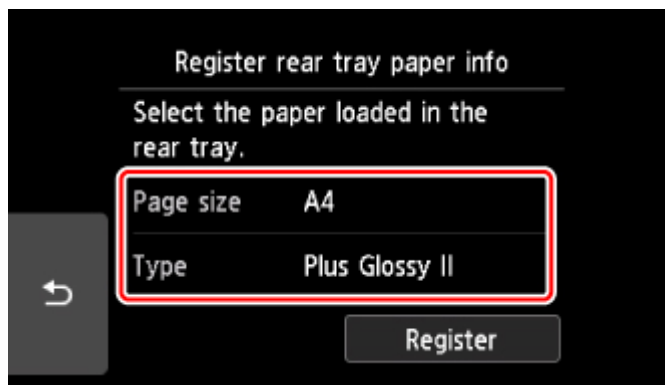 Register rear tray paper info
Select the paper loaded in the
rear tray.
Page size A4
Type Plus Glossy II
Register